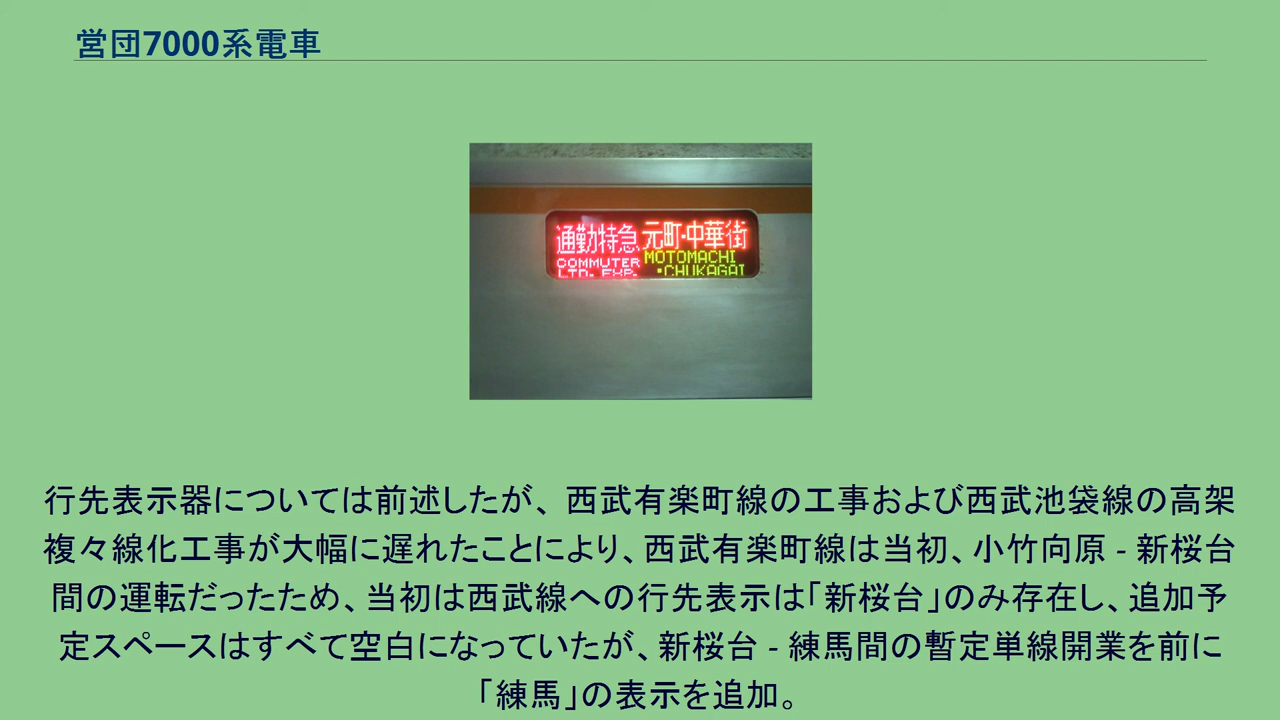 営団7000系電車
通勤特急 元町・中華街
COMMUTER MOTOMACHI
LTD. EXP. ・CHUKAGAI
行先表示器については前述したが、西武有楽町線の工事および西武池袋線の高架
複々線化工事が大幅に遅れたことにより、西武有楽町線は当初、小竹向原 - 新桜台
間の運転だったため、当初は西武線への行先表示は「新桜台」のみ存在し、追加予
定スペースはすべて空白になっていたが、新桜台 - 練馬間の暫定単線開業を前に
「練馬」の表示を追加。